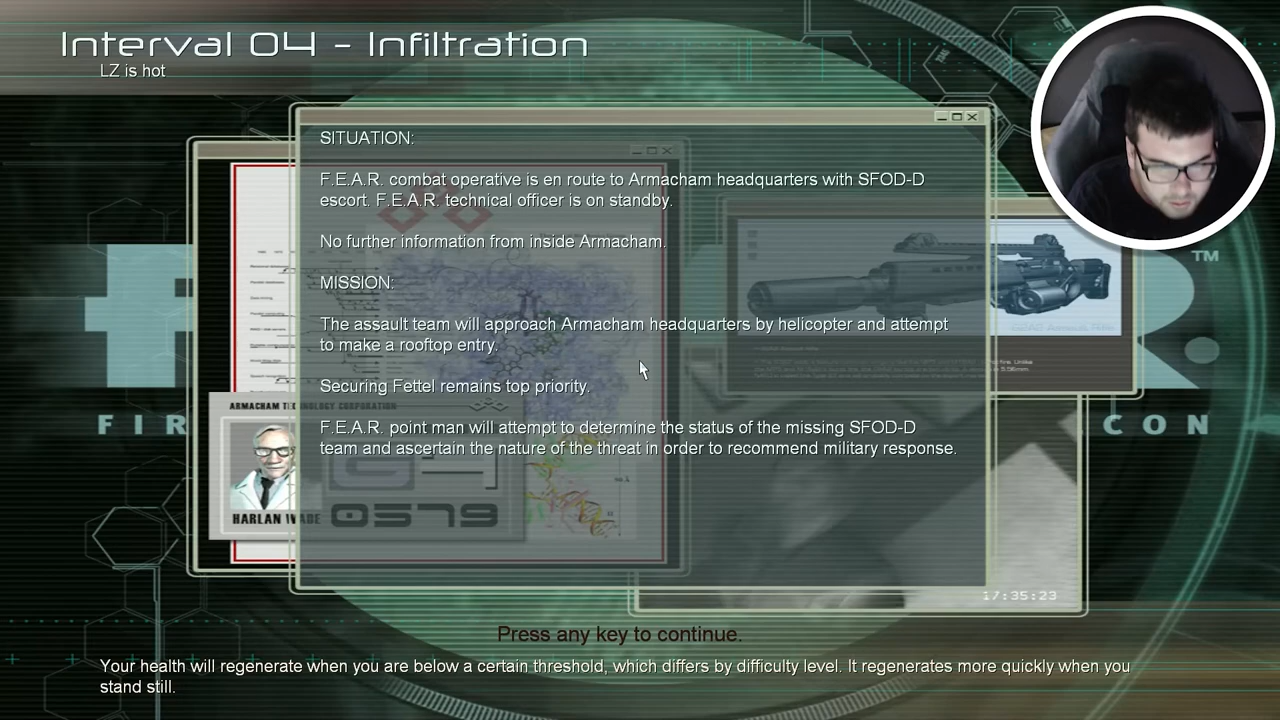 Interval 04 - Infiltration
LZ is hot
SITUATION:
F.E.A.R. combat operative is en route to Armacham headquarters with SFOD-D
escort. F.E.A.R. technical officer is on standby.
No further information from inside Armacham.
MISSION:
The assault team will approach Armacham headquarters by helicopter and attempt
to make a rooftop entry.
Securing Fettel remains top priority.
F.E.A.R. point man will attempt to determine the status of the missing SFOD-D
team and ascertain the nature of the threat in order to recommend military response.
ARMACHAM TECHNOLOGY CORPORATION
HARLAN WADE
0579
TM
FIR
CON
17:35:23
Press any key to continue.
Your health will regenerate when you are below a certain threshold, which differs by difficulty level. It regenerates more quickly when you
stand still.